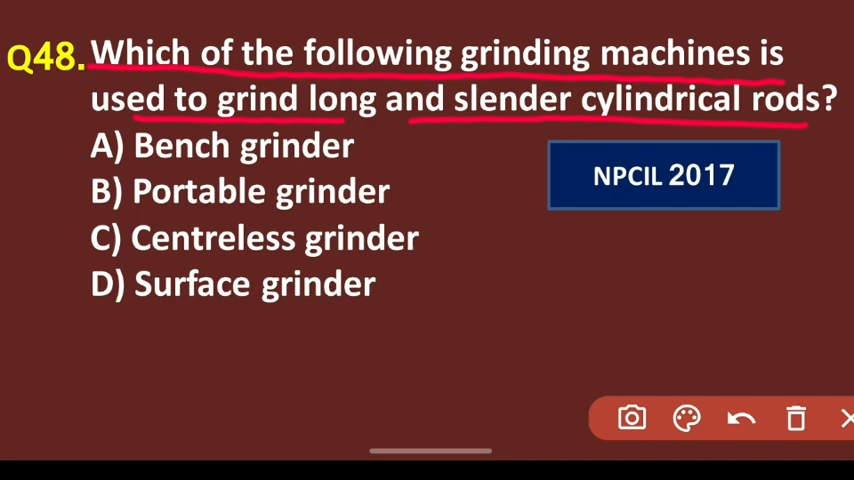 Q48. Which of the following grinding machines is
used to grind long and slender cylindrical rods?
A) Bench grinder
B) Portable grinder
C) Centreless grinder
D) Surface grinder
NPCIL 2017